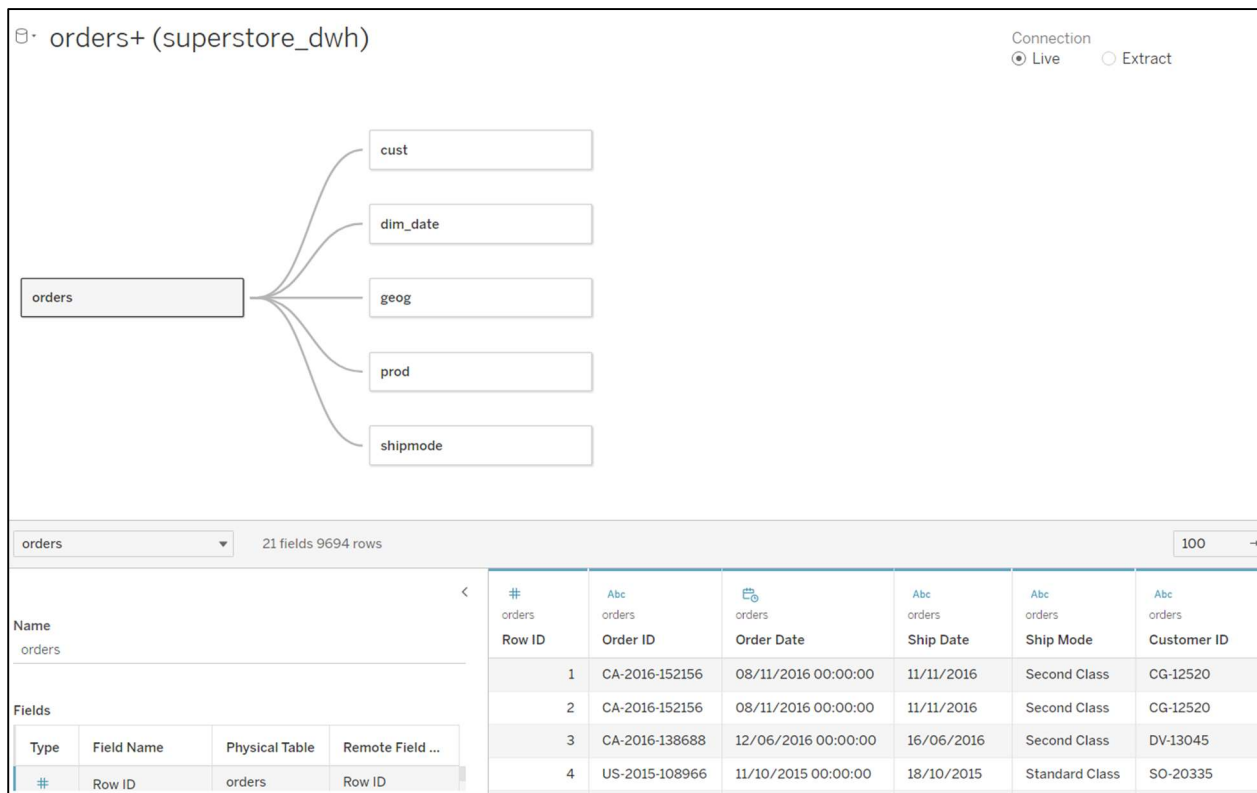 orders+ (superstore_dwh)
Connection
Live Extract
cust
dim_date
orders
geog
prod
shipmode
orders 21 fields 9694 rows 100
Name
orders
Fields
Type Field Name Physical Table Remote Field ...
# Row ID orders Row ID
# Abc Abc Abc Abc
orders orders orders orders orders orders
Row ID Order ID Order Date Ship Date Ship Mode Customer ID
1 CA-2016-152156 08/11/2016 00:00:00 11/11/2016 Second Class CG-12520
2 CA-2016-152156 08/11/2016 00:00:00 11/11/2016 Second Class CG-12520
3 CA-2016-138688 12/06/2016 00:00:00 16/06/2016 Second Class DV-13045
4 US-2015-108966 11/10/2015 00:00:00 18/10/2015 Standard Class SO-20335